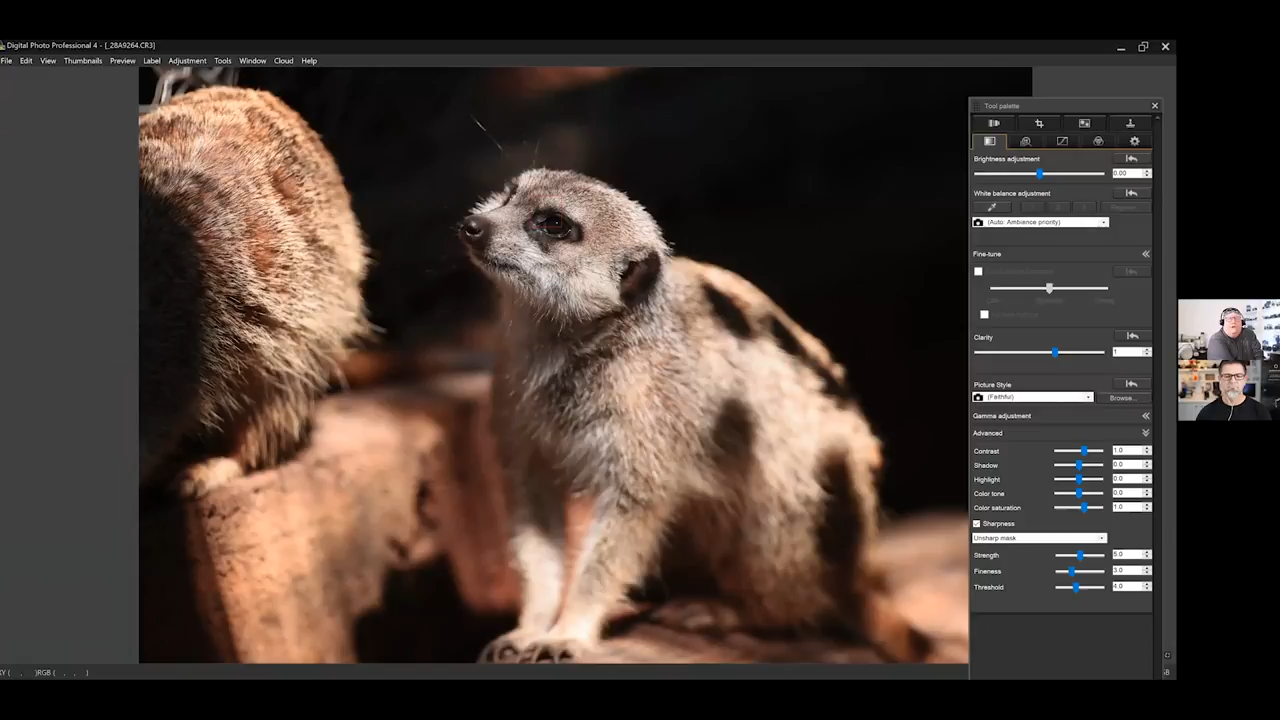 Digital Photo Professional 4 - [_28A9264.CR3]
File Edit View Thumbnails Preview Label Adjustment Tools Window Cloud Help
Tool palette
Brightness adjustment
0.00
White balance adjustment
(Auto: Ambience priority)
Fine-tune
Clarity
1
Picture Style
(Faithful) Browse...
Gamma adjustment
Advanced
Contrast 1.0
Shadow 0.0
Highlight 0.0
Color tone 0.0
Color saturation 1.0
Sharpness
Unsharp mask
Strength 5.0
Fineness 3.0
Threshold 4.0
XY ( , )RGB ( , , )